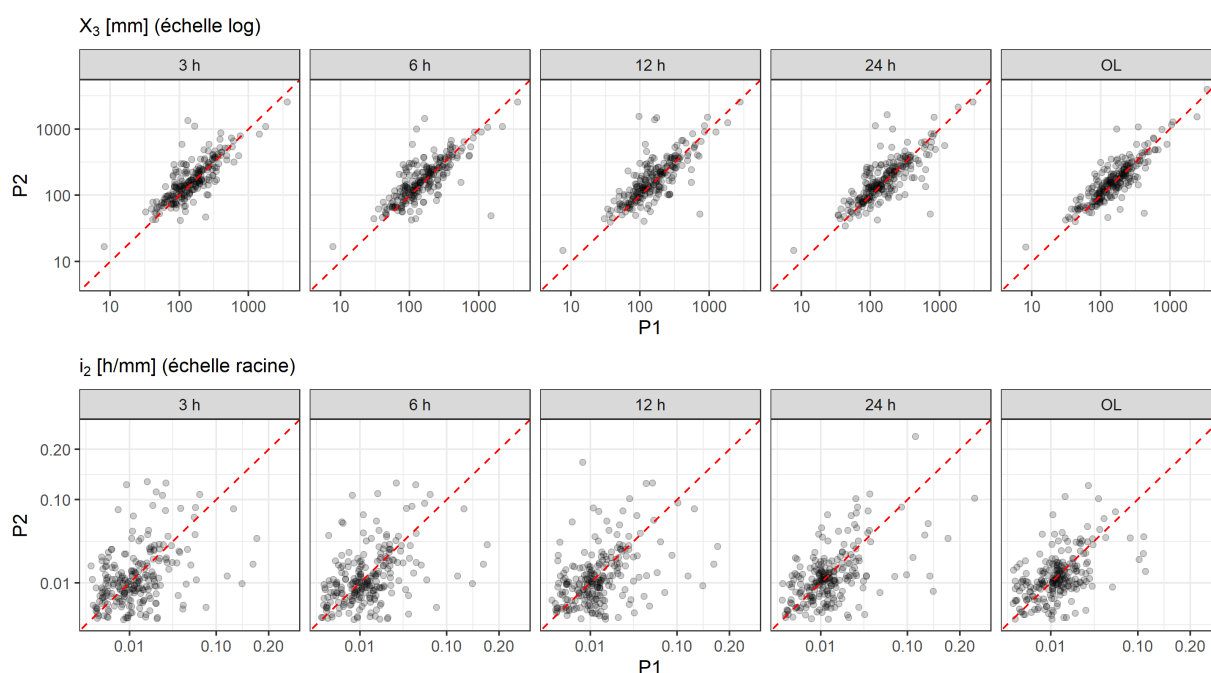 X₃ [mm] (échelle log)
3 h 6 h 12 h 24 h OL
P2
1000
100
10
10 100 1000 10 100 1000 10 100 1000 10 100 1000 10 100 1000
P1
i₂ [h/mm] (échelle racine)
3 h 6 h 12 h 24 h OL
P2
0.20
0.10
0.01
0.01 0.10 0.20 0.01 0.10 0.20 0.01 0.10 0.20 0.01 0.10 0.20 0.01 0.10 0.20
P1